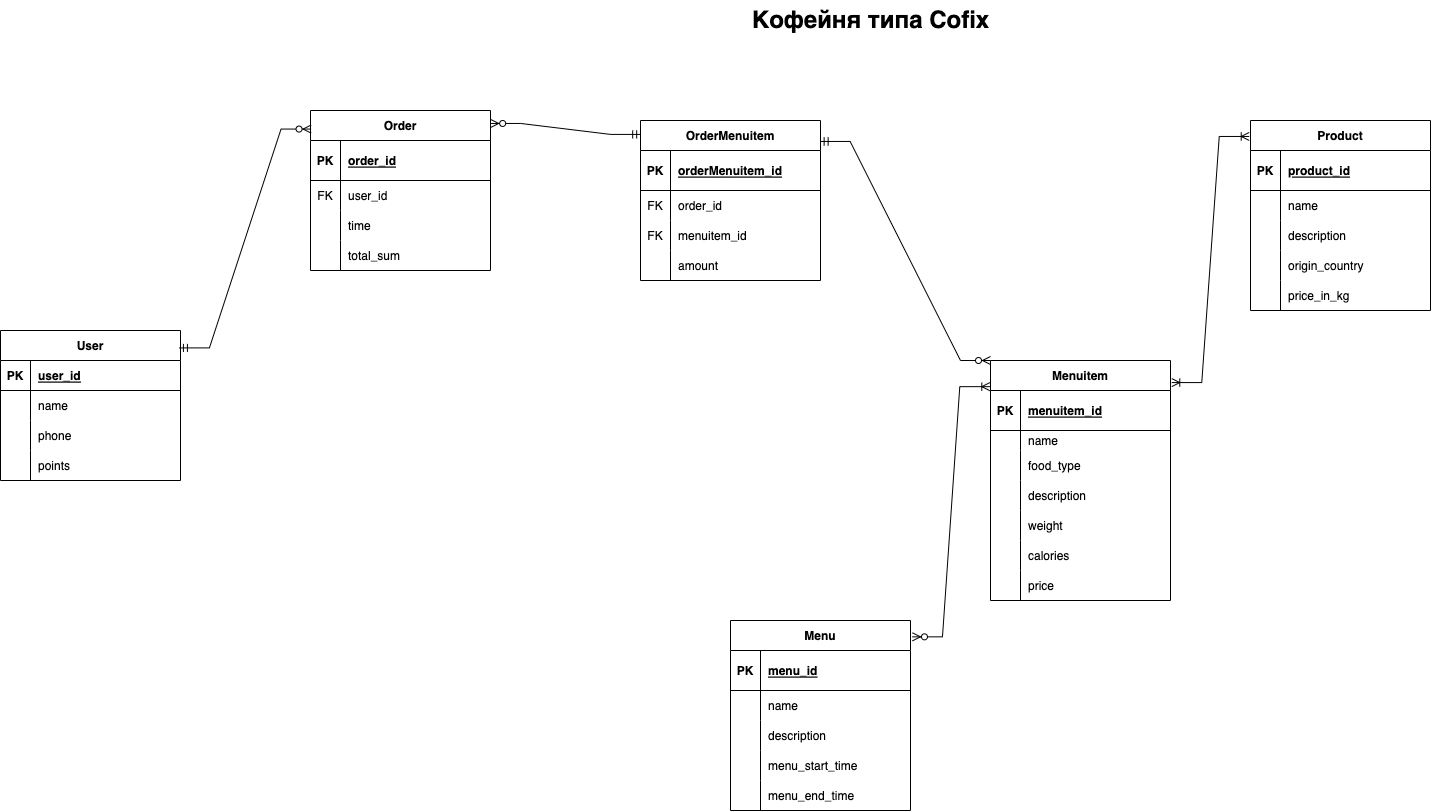 Кофейня типа Cofix
Order
PK order_id
FK user_id
time
total_sum
OrderMenuitem
PK orderMenuitem_id
FK order_id
FK menuitem_id
amount
Product
PK product_id
name
description
origin_country
price_in_kg
User
PK user_id
name
phone
points
Menuitem
PK menuitem_id
name
food_type
description
weight
calories
price
Menu
PK menu_id
name
description
menu_start_time
menu_end_time